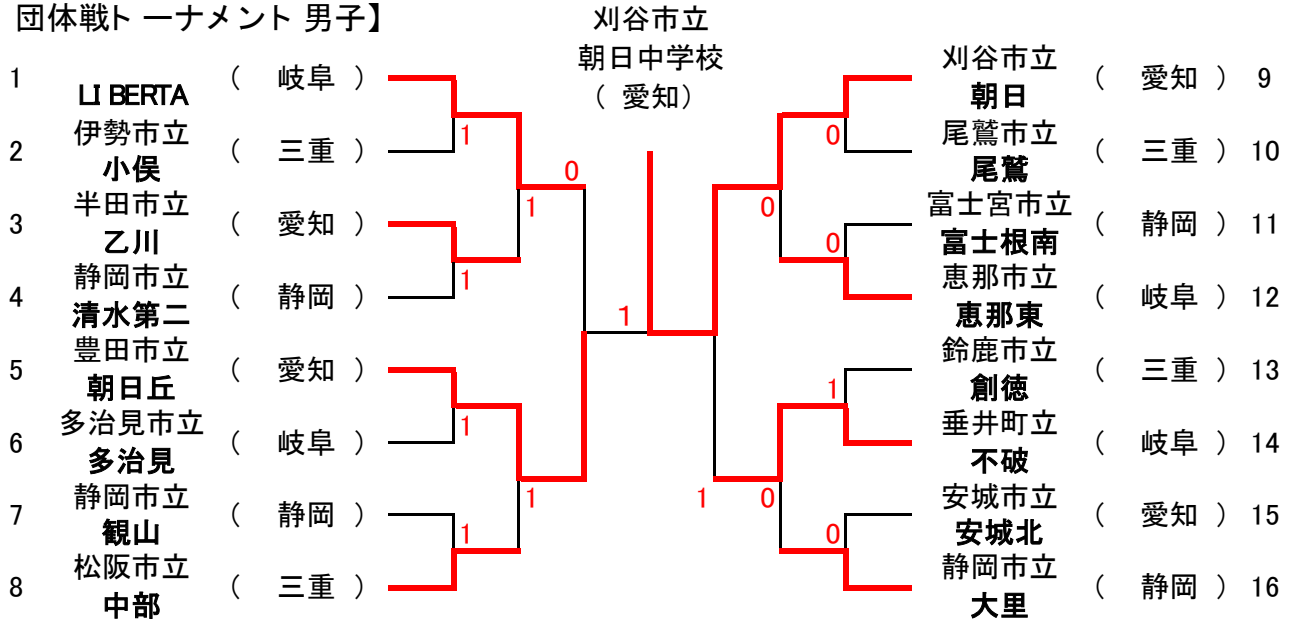 団体戦トーナメント 男子】
刈谷市立
朝日中学校
( 愛知)
1 LIBERTA ( 岐阜 )
伊勢市立
2 小俣 ( 三重 )
半田市立
3 乙川 ( 愛知 )
静岡市立
4 清水第二 ( 静岡 )
豊田市立
5 朝日丘 ( 愛知 )
多治見市立
6 多治見 ( 岐阜 )
静岡市立
7 観山 ( 静岡 )
松阪市立
8 中部 ( 三重 )
1
1
1
1
1
1
0
1
刈谷市立
朝日 ( 愛知 ) 9
尾鷲市立
尾鷲 ( 三重 ) 10
富士宮市立
富士根南 ( 静岡 ) 11
恵那市立
恵那東 ( 岐阜 ) 12
鈴鹿市立
創徳 ( 三重 ) 13
垂井町立
不破 ( 岐阜 ) 14
安城市立
安城北 ( 愛知 ) 15
静岡市立
大里 ( 静岡 ) 16
0
0
0
1
1
0
0